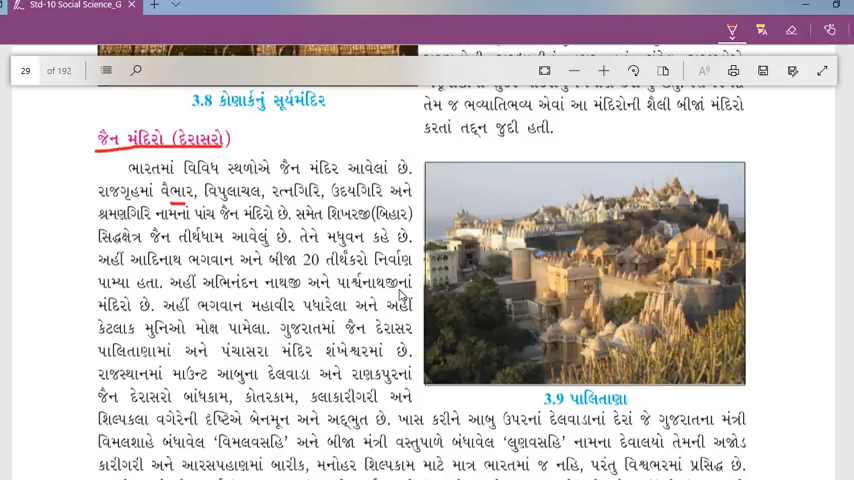 Std-10 Social Science_G
29 of 192
3.8 કોણાર્કનું સૂર્યમંદિર
તેમ જ ભવ્યાતિભવ્ય એવાં આ મંદિરોની શૈલી બીજાં મંદિરો
કરતાં તદ્દન જુદી હતી.
જૈન મંદિરો (દેરાસરો)
ભારતમાં વિવિધ સ્થળોએ જૈન મંદિર આવેલાં છે.
રાજગૃહમાં વૈભાર, વિપુલાચલ, રત્નગિરિ, ઉદયગિરિ અને
શ્રમણગિરિ નામનાં પાંચ જૈન મંદિરો છે. સમેત શિખરજી(બિહાર)
સિદ્ધક્ષેત્ર જૈન તીર્થધામ આવેલું છે. તેને મધુવન કહે છે.
અહીં આદિનાથ ભગવાન અને બીજા 20 તીર્થંકરો નિર્વાણ
પામ્યા હતા. અહીં અભિનંદન નાથજી અને પાર્શ્વનાથજીનાં
મંદિરો છે. અહીં ભગવાન મહાવીર પધારેલા અને અહીં
કેટલાક મુનિઓ મોક્ષ પામેલા. ગુજરાતમાં જૈન દેરાસર
પાલિતાણામાં અને પંચાસરા મંદિર શંખેશ્વરમાં છે.
રાજસ્થાનમાં માઉન્ટ આબુના દેલવાડા અને રાણકપુરનાં
જૈન દેરાસરો બાંધકામ, કોતરકામ, કલાકારીગરી અને
3.9 પાલિતાણા
શિલ્પકલા વગેરેની દૃષ્ટિએ બેનમૂન અને અદ્ભુત છે. ખાસ કરીને આબુ ઉપરનાં દેલવાડાનાં દેરાં જે ગુજરાતના મંત્રી
વિમલશાહે બંધાવેલ ‘વિમલવસહિ’ અને બીજા મંત્રી વસ્તુપાળે બંધાવેલ ‘લુણવસહિ’ નામના દેવાલયો તેમની અજોડ
કારીગરી અને આરસપહાણમાં બારીક, મનોહર શિલ્પકામ માટે માત્ર ભારતમાં જ નહિ, પરંતુ વિશ્વભરમાં પ્રસિદ્ધ છે.